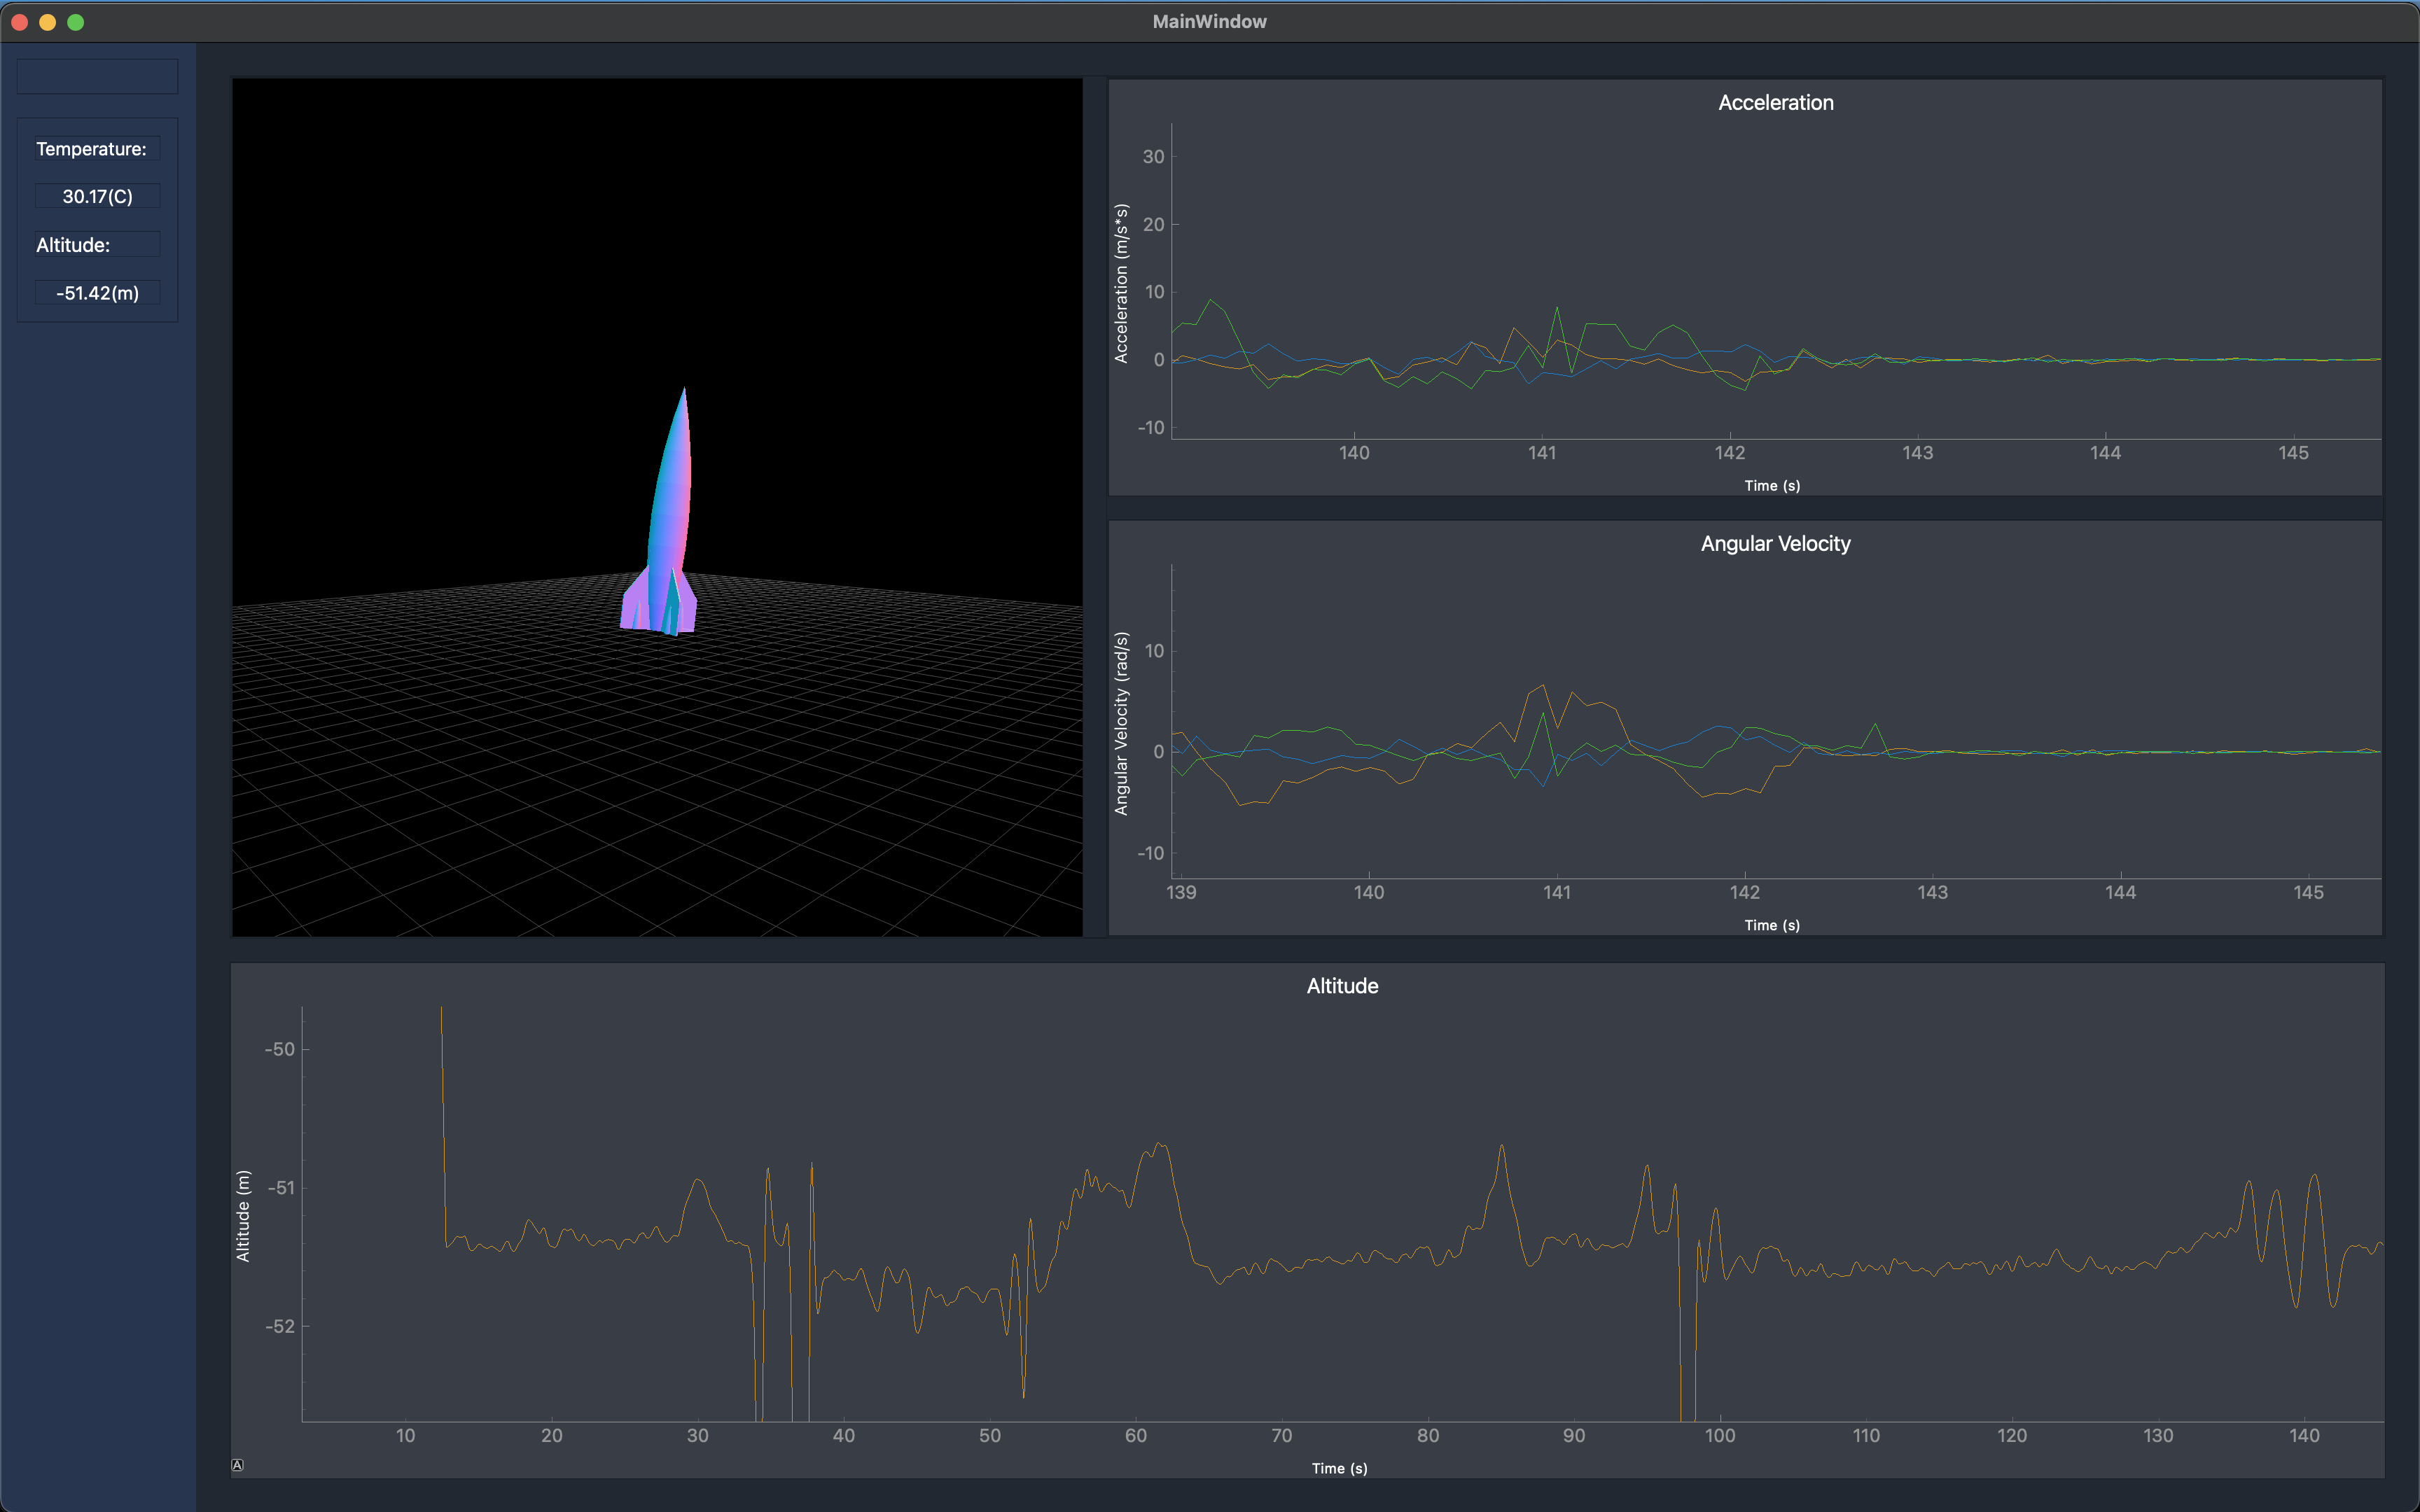 MainWindow
Temperature:
30.17(C)
Altitude:
-51.42(m)
Acceleration
Acceleration (m/s*s)
30
20
10
0
-10
140 141 142 143 144 145
Time (s)
Angular Velocity
Angular Velocity (rad/s)
10
0
-10
139 140 141 142 143 144 145
Time (s)
Altitude
Altitude (m)
-50
-51
-52
10 20 30 40 50 60 70 80 90 100 110 120 130 140
A
Time (s)